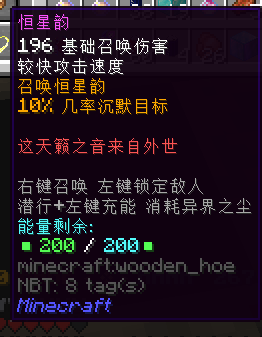 恒星韵
196 基础召唤伤害
较快攻击速度
召唤恒星韵
10% 几率沉默目标
这天籁之音来自外世
右键召唤 左键锁定敌人
潜行+左键充能 消耗异界之尘
能量剩余:
▪ 200 / 200 ▪
minecraft:wooden_hoe
NBT: 8 tag(s)
Minecraft